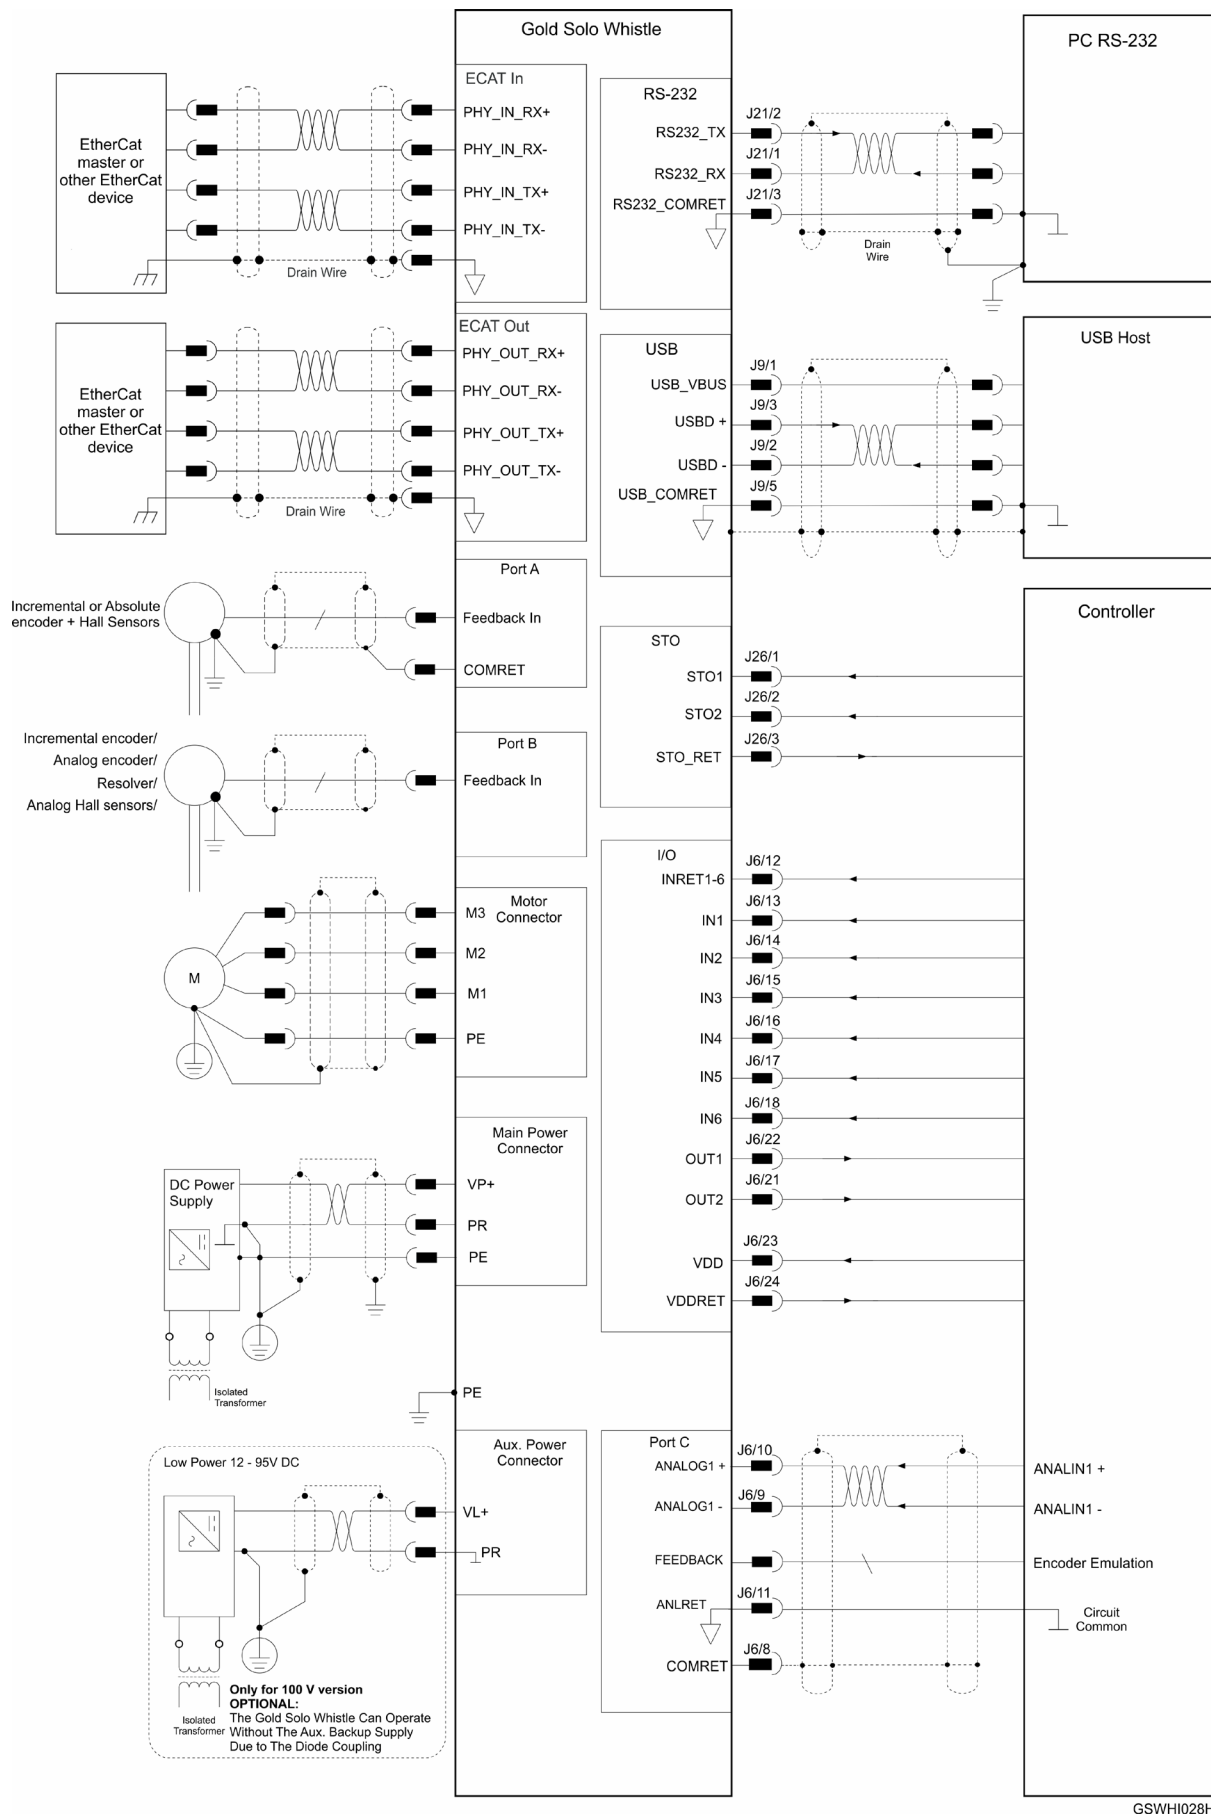 Gold Solo Whistle
PC RS-232
ECAT In
PHY_IN_RX+
PHY_IN_RX-
PHY_IN_TX+
PHY_IN_TX-
EtherCat
master or
other EtherCat
device
Drain Wire
RS-232
J21/2
RS232_TX
J21/1
RS232_RX
J21/3
RS232_COMRET
Drain
Wire
ECAT Out
PHY_OUT_RX+
PHY_OUT_RX-
PHY_OUT_TX+
PHY_OUT_TX-
EtherCat
master or
other EtherCat
device
Drain Wire
USB
USB Host
J9/1
USB_VBUS
J9/3
USBD +
J9/2
USBD -
J9/5
USB_COMRET
Port A
Incremental or Absolute
encoder + Hall Sensors
Feedback In
COMRET
Controller
STO
J26/1
STO1
J26/2
STO2
J26/3
STO_RET
Port B
Incremental encoder/
Analog encoder/
Resolver/
Analog Hall sensors/
Feedback In
I/O
J6/12
INRET1-6
J6/13
IN1
J6/14
IN2
J6/15
IN3
J6/16
IN4
J6/17
IN5
J6/18
IN6
J6/22
OUT1
J6/21
OUT2
J6/23
VDD
J6/24
VDDRET
Motor
Connector
M3
M2
M1
PE
M
Main Power
Connector
DC Power
Supply
VP+
PR
PE
Isolated
Transformer
PE
Aux. Power
Connector
Low Power 12 - 95V DC
VL+
PR
Isolated
Transformer
Only for 100 V version
OPTIONAL:
The Gold Solo Whistle Can Operate
Without The Aux. Backup Supply
Due to The Diode Coupling
Port C
J6/10
ANALOG1 +
ANALIN1 +
J6/9
ANALOG1 -
ANALIN1 -
FEEDBACK
Encoder Emulation
J6/11
ANLRET
Circuit
Common
J6/8
COMRET
GSWHI028H